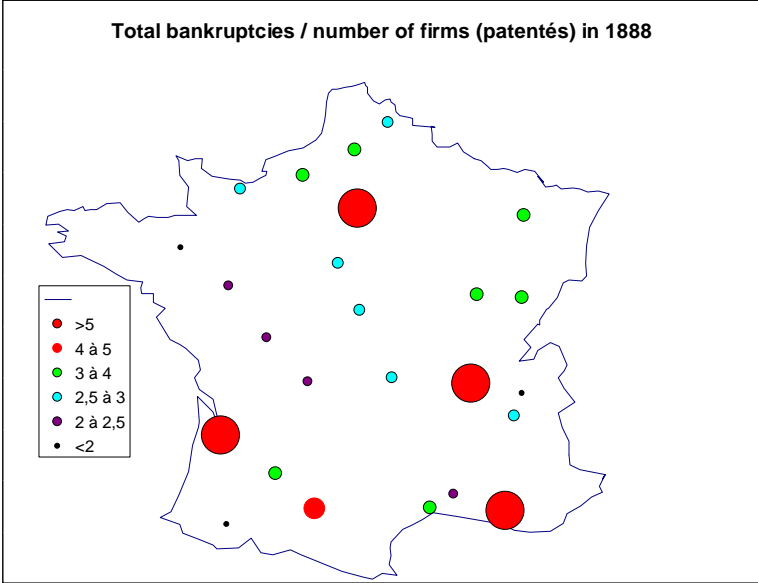 Total bankruptcies / number of firms (patentés) in 1888
>5
4 à 5
3 à 4
2,5 à 3
2 à 2,5
<2